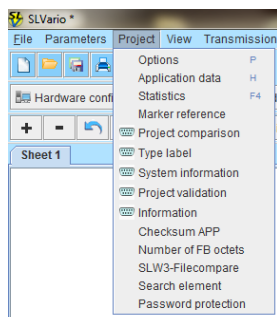 SLVario *
File Parameters Project View Transmission
Options P
Application data H
Statistics F4
Hardware confi
Marker reference
Project comparison
Type label
Sheet 1
System information
Project validation
Information
Checksum APP
Number of FB octets
SLW3-Filecompare
Search element
Password protection